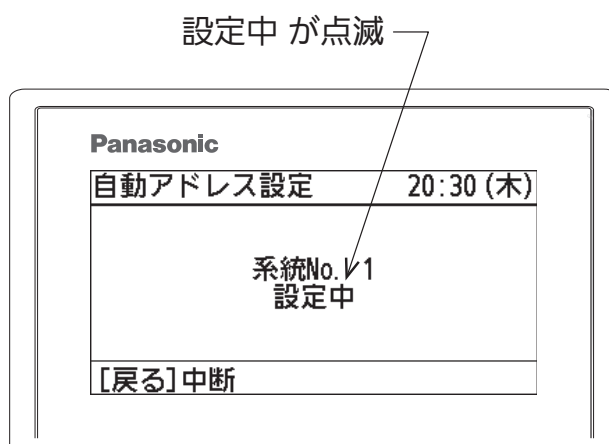 設定中 が点滅
Panasonic
自動アドレス設定 20:30 (木)
系統No. 1
設定中
[戻る]中断